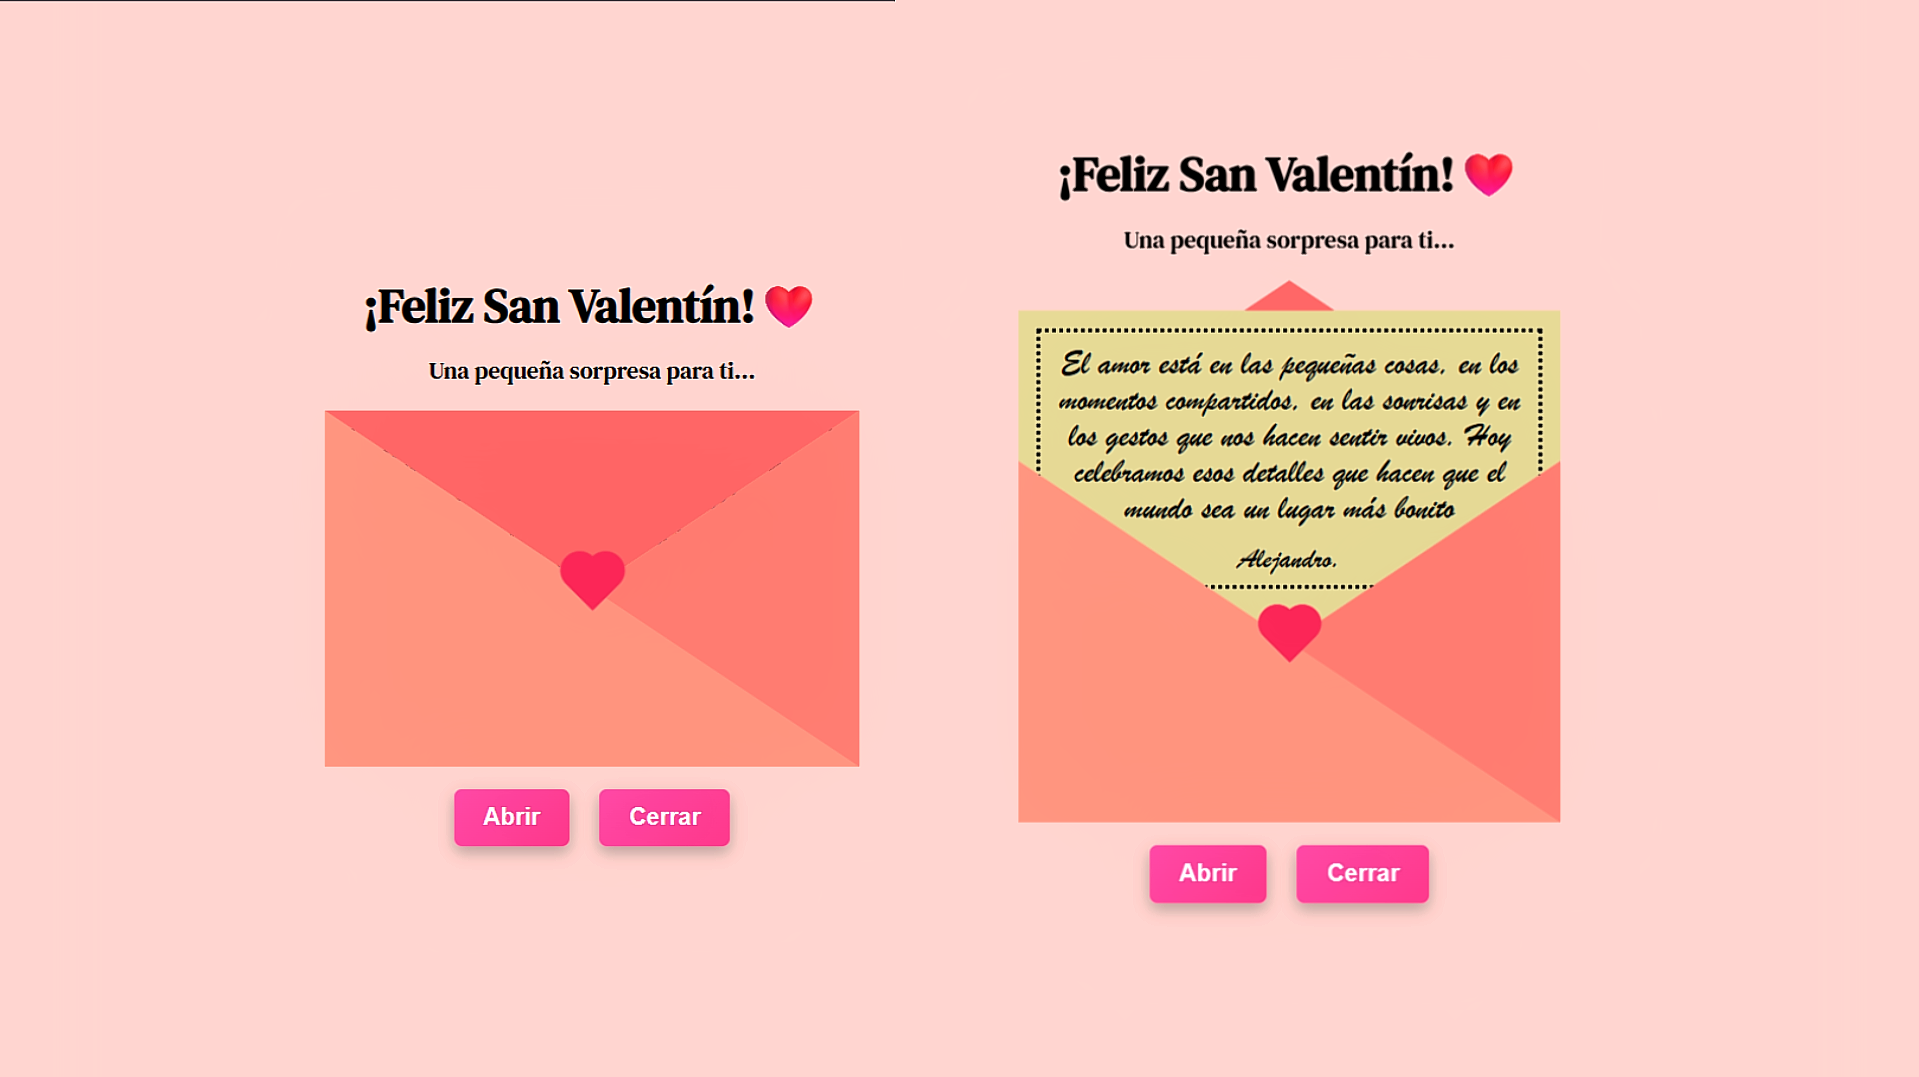 ¡Feliz San Valentín!
Una pequeña sorpresa para ti...
Abrir
Cerrar
¡Feliz San Valentín!
Una pequeña sorpresa para ti...
El amor está en las pequeñas cosas, en los
momentos compartidos, en las sonrisas y en
los gestos que nos hacen sentir vivos. Hoy
celebramos esos detalles que hacen que el
mundo sea un lugar más bonito
Alejandro.
Abrir
Cerrar